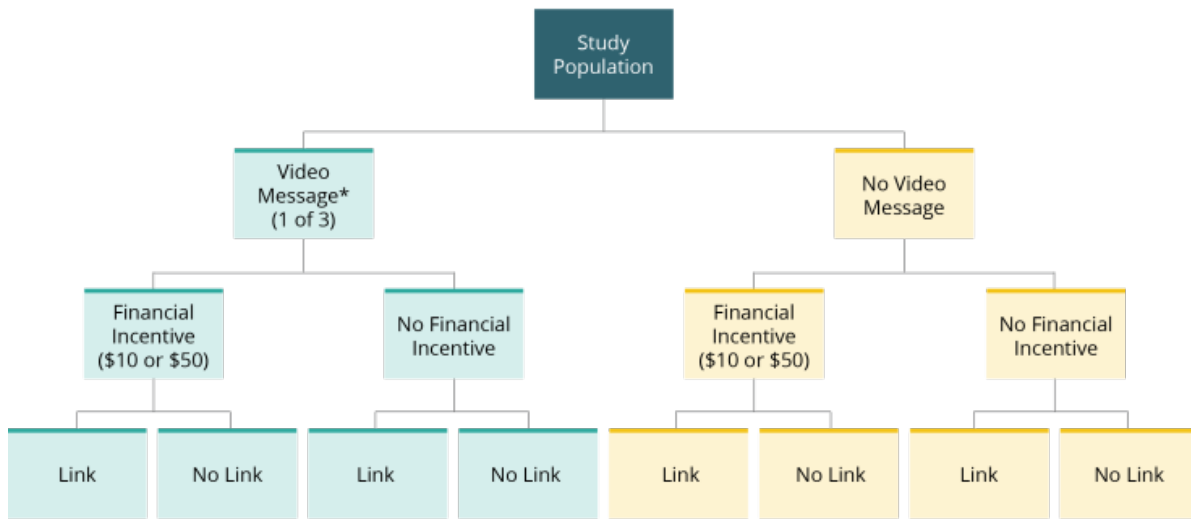 Study
Population
Video
Message*
(1 of 3)
No Video
Message
Financial
Incentive
($10 or $50)
No Financial
Incentive
Financial
Incentive
($10 or $50)
No Financial
Incentive
Link
No Link
Link
No Link
Link
No Link
Link
No Link